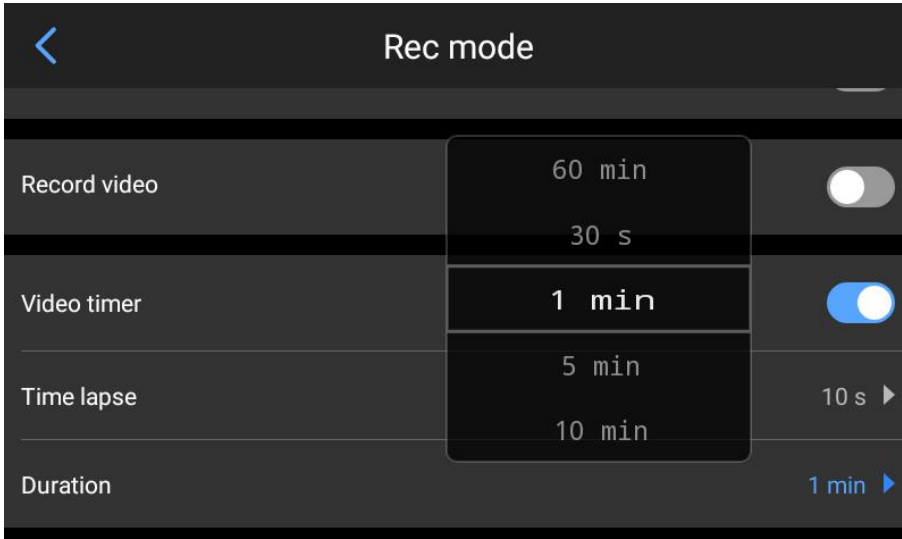 Rec mode
60 min
Record video
30 s
Video timer
1 min
5 min
Time lapse
10 s
10 min
Duration
1 min